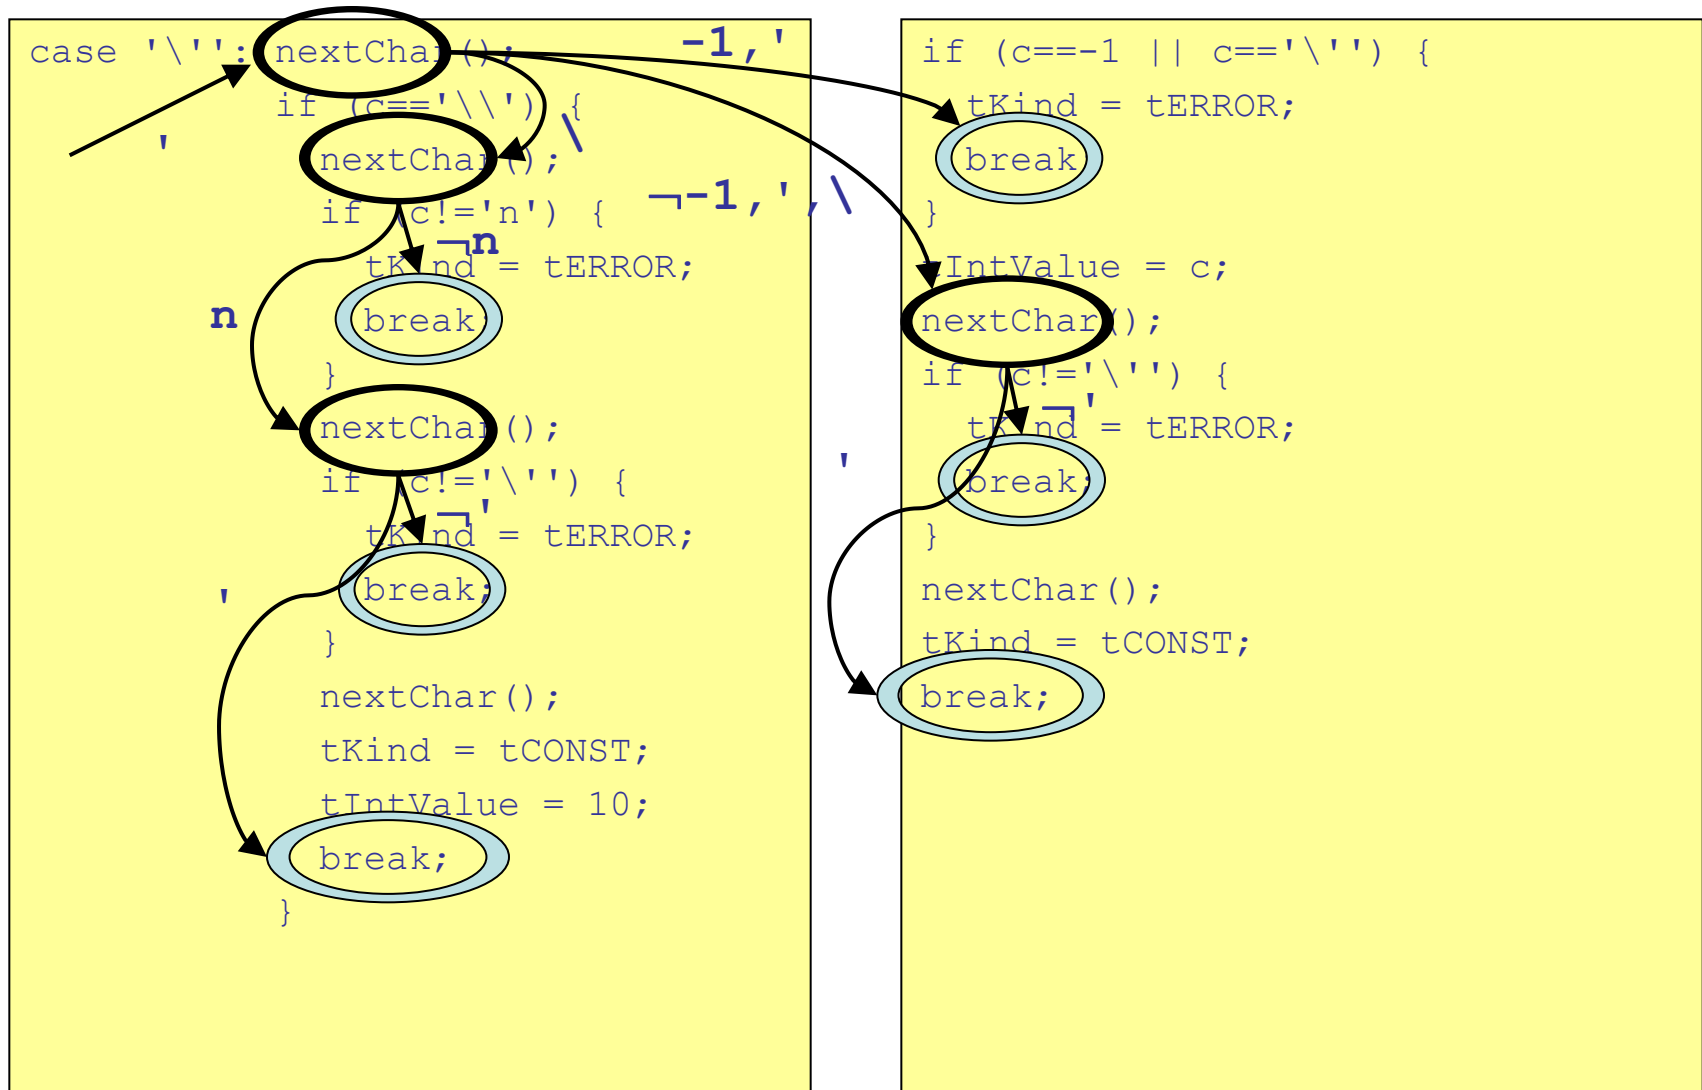 case '\'': nextChar();
if (c=='\\') {
nextChar();
if (c!='n') {
tKind = tERROR;
break;
}
nextChar();
if (c!='\'') {
tKind = tERROR;
break;
}
nextChar();
tKind = tCONST;
tIntValue = 10;
break;
}
'
\
¬n
n
¬'
'
-1,'
¬-1,',\
if (c==-1 || c=='\'') {
tKind = tERROR;
break
}
tIntValue = c;
nextChar();
if (c!='\'') {
tKind = tERROR;
break;
}
nextChar();
tKind = tCONST;
break;
¬'
'